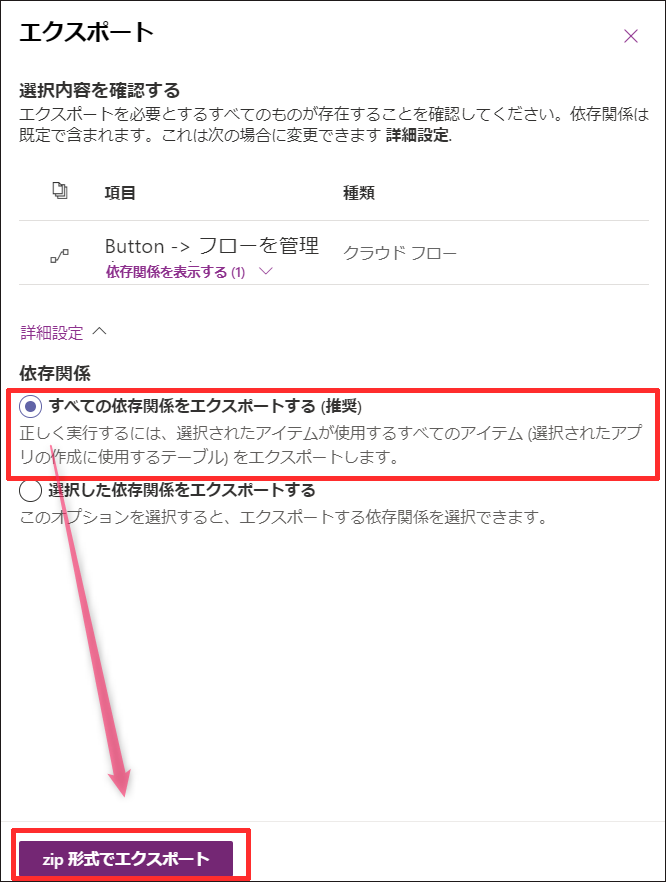 エクスポート
選択内容を確認する
エクスポートを必要とするすべてのものが存在することを確認してください。依存関係は
既定で含まれます。これは次の場合に変更できます 詳細設定.
項目 種類
Button -> フローを管理 クラウド フロー
依存関係を表示する (1)
詳細設定
依存関係
すべての依存関係をエクスポートする (推奨)
正しく実行するには、選択されたアイテムが使用するすべてのアイテム (選択されたアプ
リの作成に使用するテーブル) をエクスポートします。
選択した依存関係をエクスポートする
このオプションを選択すると、エクスポートする依存関係を選択できます。
zip 形式でエクスポート